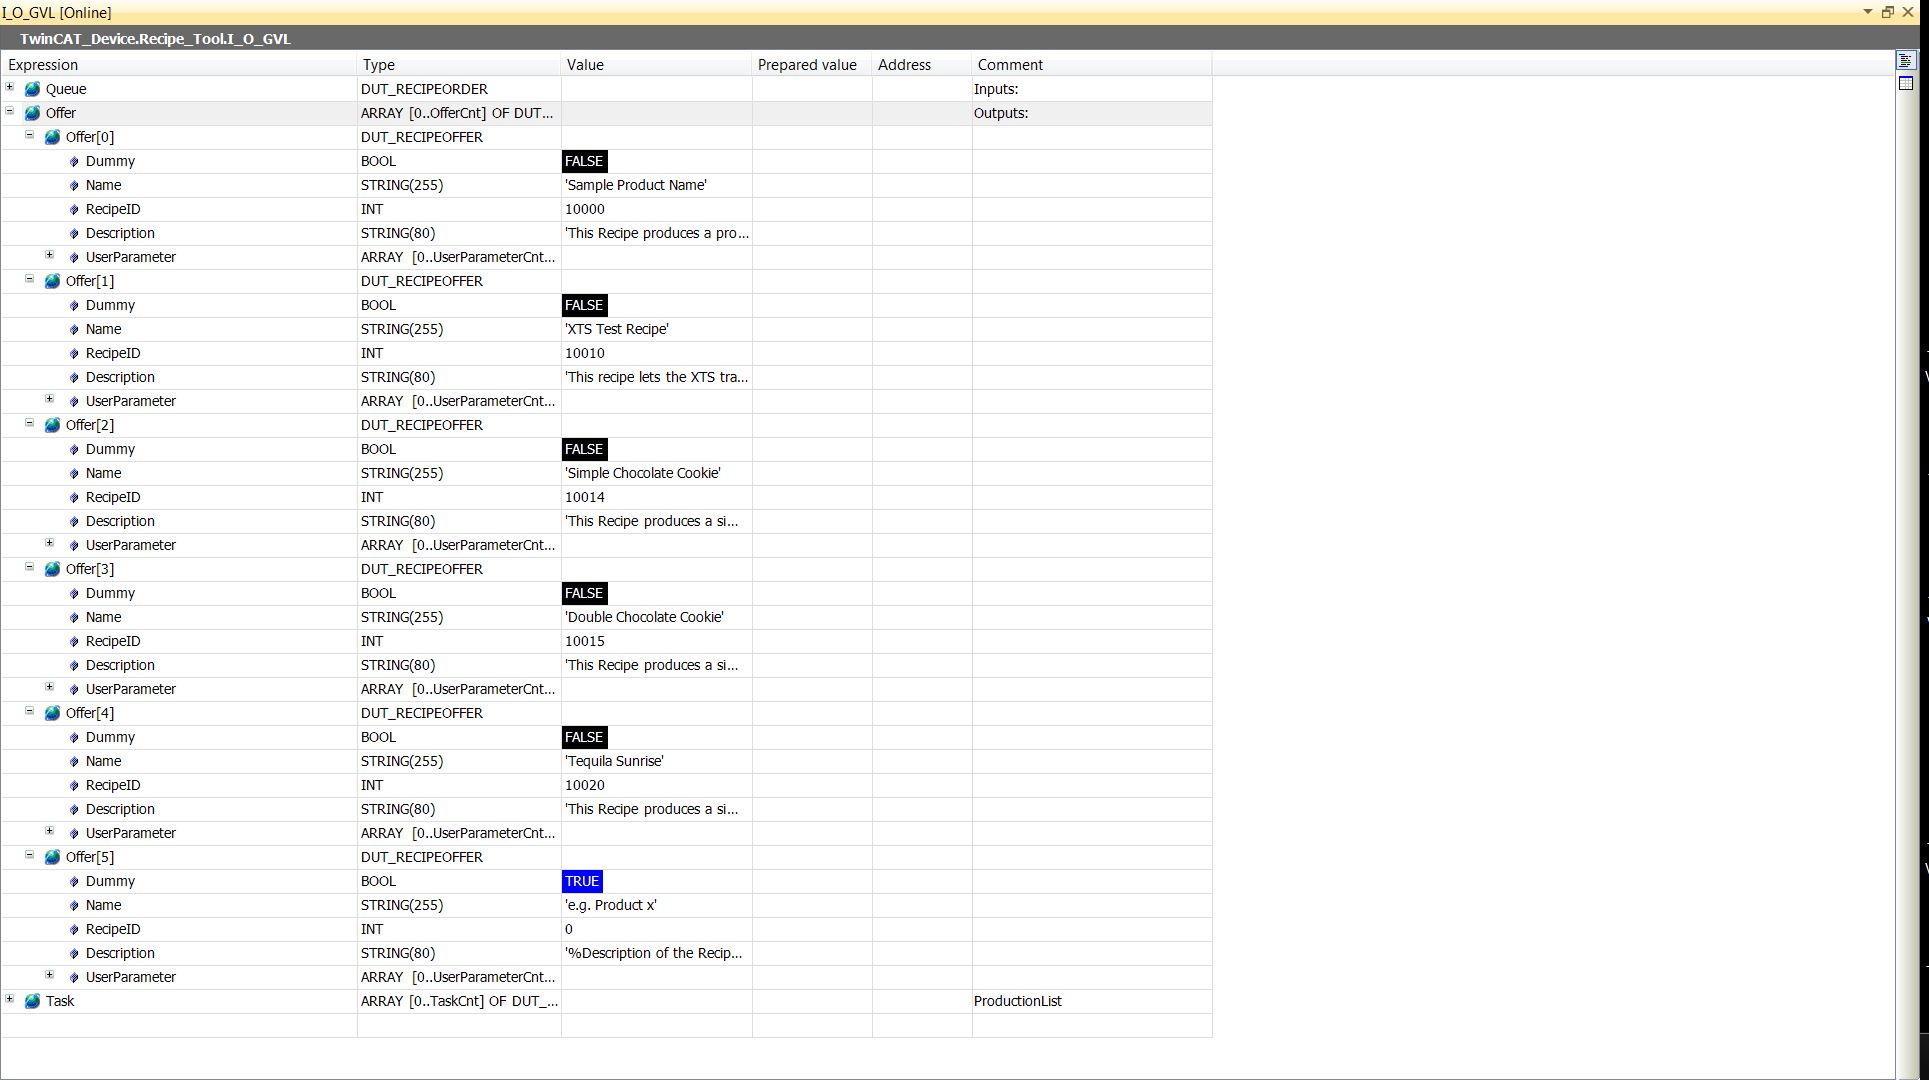 I_O_GVL [Online]
TwinCAT_Device.Recipe_Tool.I_O_GVL
Expression Type Value Prepared value Address Comment
Queue DUT_RECIPEORDER Inputs:
Offer ARRAY [0..OfferCnt] OF DUT... Outputs:
Offer[0] DUT_RECIPEOFFER
Dummy BOOL FALSE
Name STRING(255) 'Sample Product Name'
RecipeID INT 10000
Description STRING(80) 'This Recipe produces a pro...
UserParameter ARRAY [0..UserParameterCnt...
Offer[1] DUT_RECIPEOFFER
Dummy BOOL FALSE
Name STRING(255) 'XTS Test Recipe'
RecipeID INT 10010
Description STRING(80) 'This recipe lets the XTS tra...
UserParameter ARRAY [0..UserParameterCnt...
Offer[2] DUT_RECIPEOFFER
Dummy BOOL FALSE
Name STRING(255) 'Simple Chocolate Cookie'
RecipeID INT 10014
Description STRING(80) 'This Recipe produces a si...
UserParameter ARRAY [0..UserParameterCnt...
Offer[3] DUT_RECIPEOFFER
Dummy BOOL FALSE
Name STRING(255) 'Double Chocolate Cookie'
RecipeID INT 10015
Description STRING(80) 'This Recipe produces a si...
UserParameter ARRAY [0..UserParameterCnt...
Offer[4] DUT_RECIPEOFFER
Dummy BOOL FALSE
Name STRING(255) 'Tequila Sunrise'
RecipeID INT 10020
Description STRING(80) 'This Recipe produces a si...
UserParameter ARRAY [0..UserParameterCnt...
Offer[5] DUT_RECIPEOFFER
Dummy BOOL TRUE
Name STRING(255) 'e.g. Product x'
RecipeID INT 0
Description STRING(80) '%Description of the Recip...
UserParameter ARRAY [0..UserParameterCnt...
Task ARRAY [0..TaskCnt] OF DUT_... ProductionList